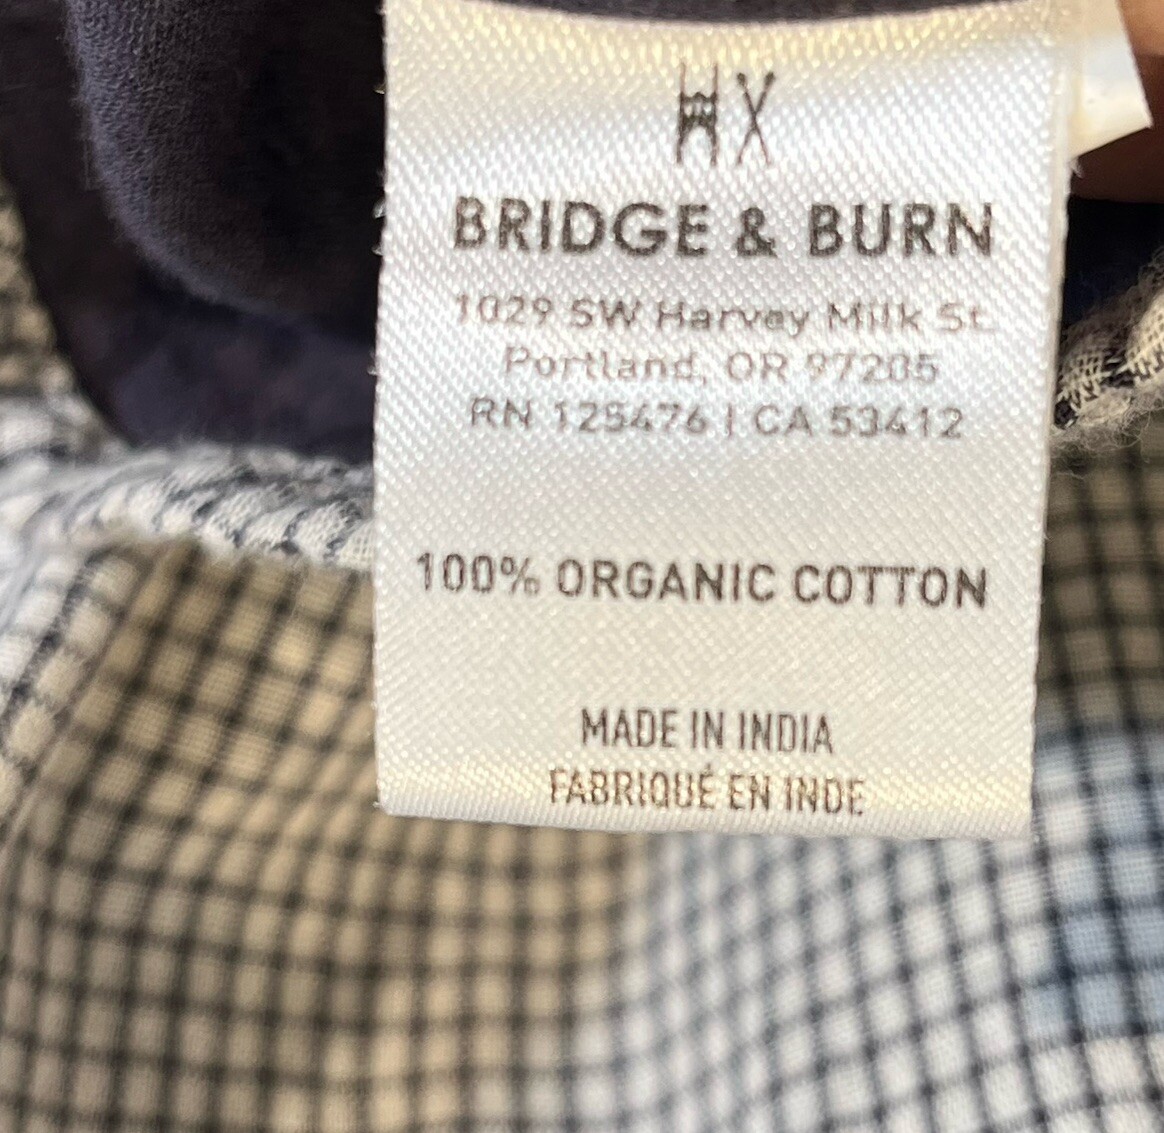 BRIDGE & BURN
1029 SW Harvey Milk St.
Portland, OR 97205
RN 125476 | CA 53412
100% ORGANIC COTTON
MADE IN INDIA
FABRIQUÉ EN INDE